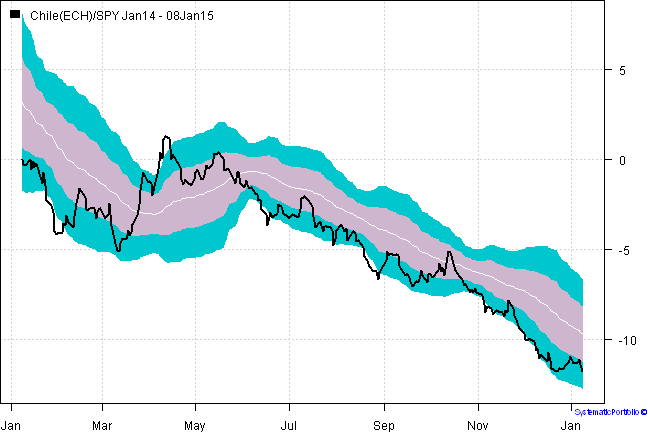 Chile(ECH)/SPY Jan14 - 08Jan15
5
0
-5
-10
Jan Mar May Jul Sep Nov Jan
SystematicPortfolio ©